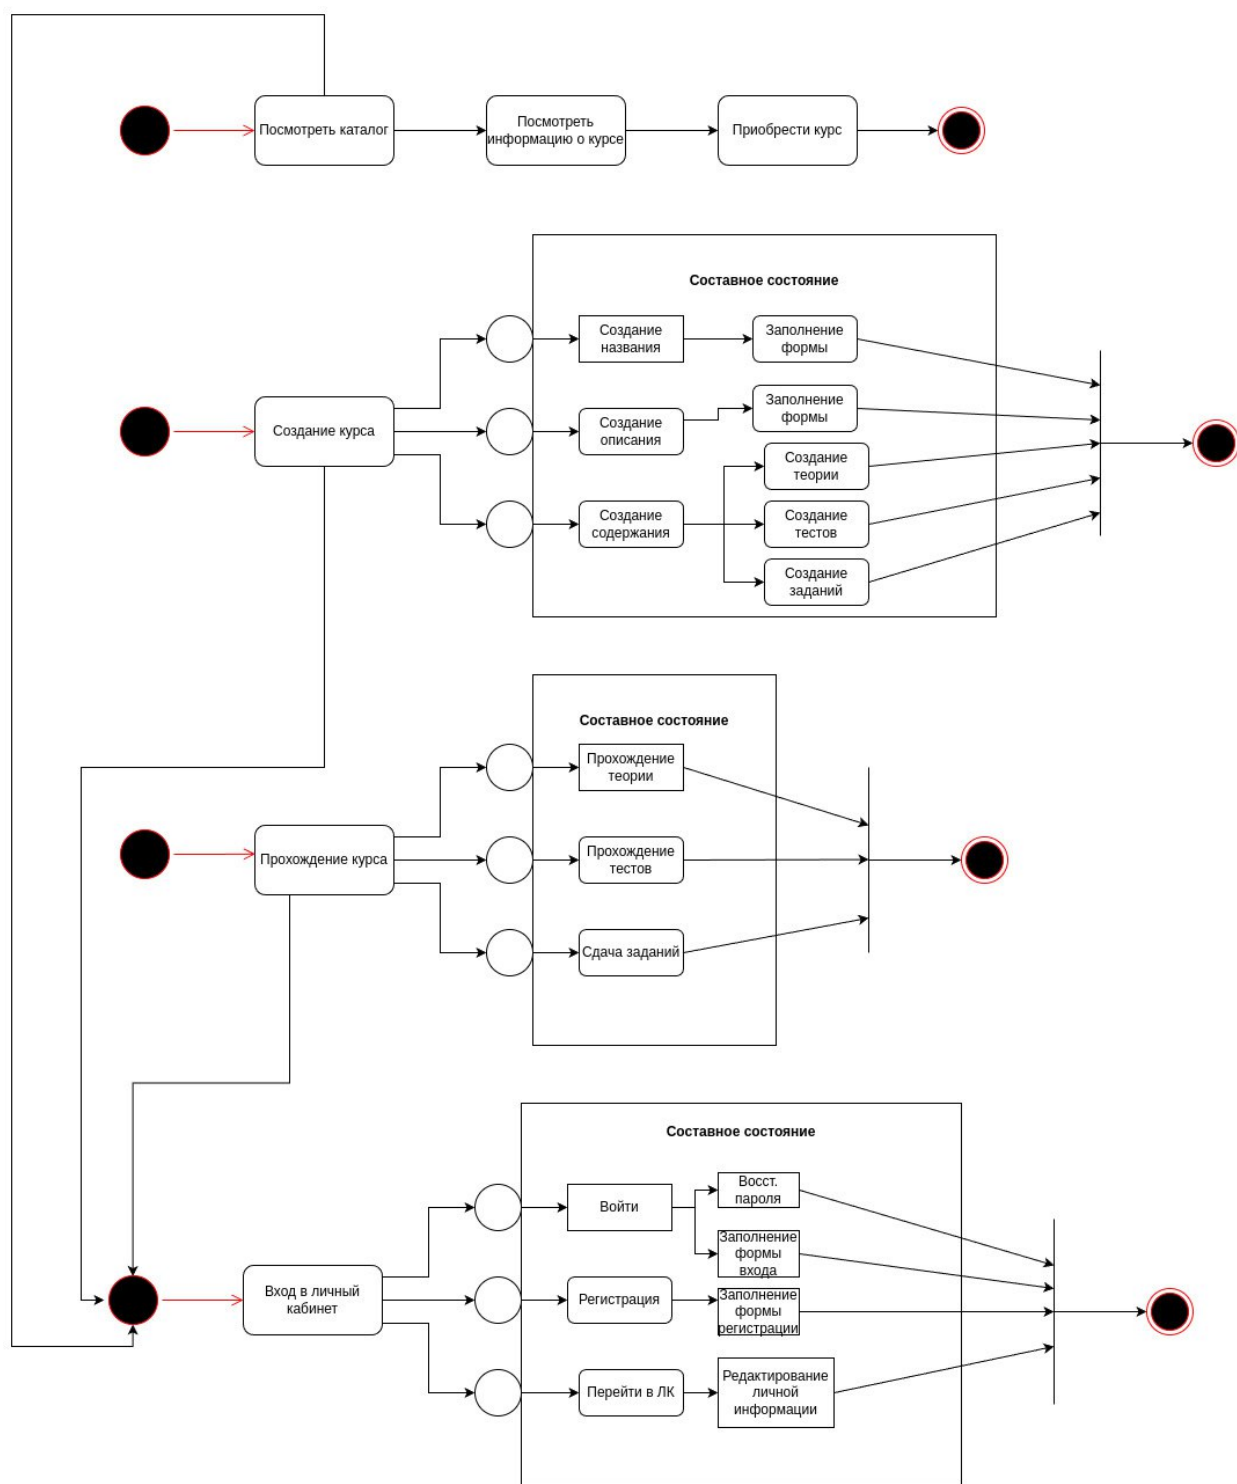 Посмотреть каталог
Посмотреть
информацию о курсе
Приобрести курс
Составное состояние
Создание
названия
Заполнение
формы
Создание курса
Создание
описания
Заполнение
формы
Создание
теории
Создание
содержания
Создание
тестов
Создание
заданий
Составное состояние
Прохождение
теории
Прохождение курса
Прохождение
тестов
Сдача заданий
Составное состояние
Войти
Восст.
пароля
Заполнение
формы
входа
Вход в личный
кабинет
Регистрация
Заполнение
формы
регистрации
Перейти в ЛК
Редактирование
личной
информации